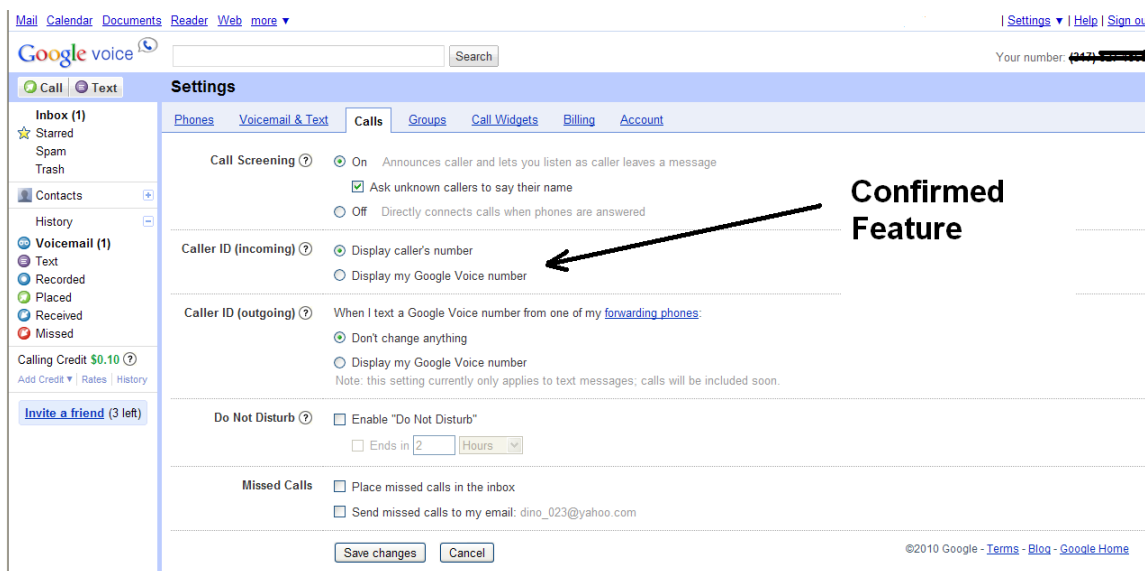 Mail Calendar Documents Reader Web more ▼
| Settings ▼ | Help | Sign ou
Google voice
Search
Your number:
Call Text
Settings
Inbox (1)
Starred
Spam
Trash
Contacts
History
Voicemail (1)
Text
Recorded
Placed
Received
Missed
Calling Credit $0.10 ?
Add Credit ▼ | Rates | History
Invite a friend (3 left)
Phones Voicemail & Text Calls Groups Call Widgets Billing Account
Call Screening ? On Announces caller and lets you listen as caller leaves a message
Ask unknown callers to say their name
Off Directly connects calls when phones are answered
Confirmed
Feature
Caller ID (incoming) ? Display caller's number
Display my Google Voice number
Caller ID (outgoing) ? When I text a Google Voice number from one of my forwarding phones:
Don't change anything
Display my Google Voice number
Note: this setting currently only applies to text messages; calls will be included soon.
Do Not Disturb ? Enable "Do Not Disturb"
Ends in 2 Hours
Missed Calls Place missed calls in the inbox
Send missed calls to my email: dino_023@yahoo.com
Save changes Cancel
©2010 Google - Terms - Blog - Google Home